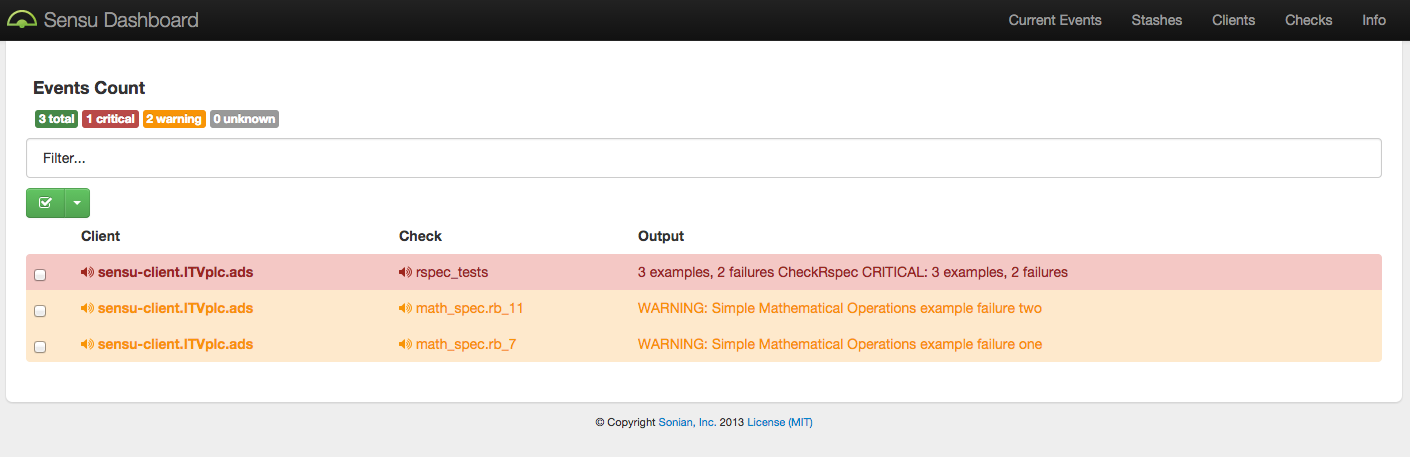 Sensu Dashboard Current Events Stashes Clients Checks Info
Events Count
3 total 1 critical 2 warning 0 unknown
Filter...
Client Check Output
sensu-client.ITVplc.ads rspec_tests 3 examples, 2 failures CheckRspec CRITICAL: 3 examples, 2 failures
sensu-client.ITVplc.ads math_spec.rb_11 WARNING: Simple Mathematical Operations example failure two
sensu-client.ITVplc.ads math_spec.rb_7 WARNING: Simple Mathematical Operations example failure one
© Copyright Sonian, Inc. 2013 License (MIT)